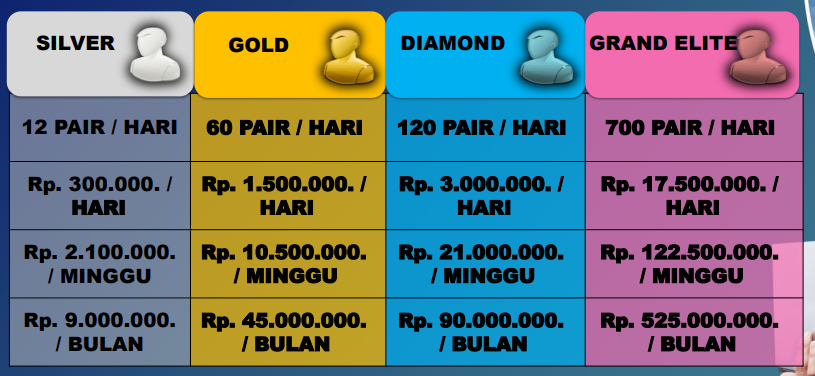 SILVER GOLD DIAMOND GRAND ELITE
12 PAIR / HARI 60 PAIR / HARI 120 PAIR / HARI 700 PAIR / HARI
Rp. 300.000. / Rp. 1.500.000. / Rp. 3.000.000. / Rp. 17.500.000. /
HARI HARI HARI HARI
Rp. 2.100.000. Rp. 10.500.000. Rp. 21.000.000. Rp. 122.500.000.
/ MINGGU / MINGGU / MINGGU / MINGGU
Rp. 9.000.000. Rp. 45.000.000. Rp. 90.000.000. Rp. 525.000.000.
/ BULAN / BULAN / BULAN / BULAN